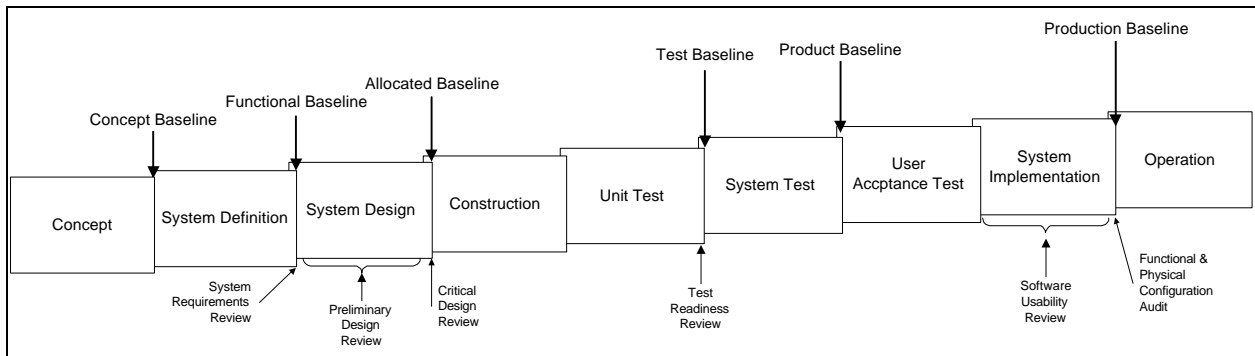 Concept Baseline
Functional Baseline
Allocated Baseline
Test Baseline
Product Baseline
Production Baseline
Concept
System Definition
System Design
Construction
Unit Test
System Test
User
Accptance Test
System
Implementation
Operation
System
Requirements
Review
Preliminary
Design
Review
Critical
Design
Review
Test
Readiness
Review
Software
Usability
Review
Functional &
Physical
Configuration
Audit